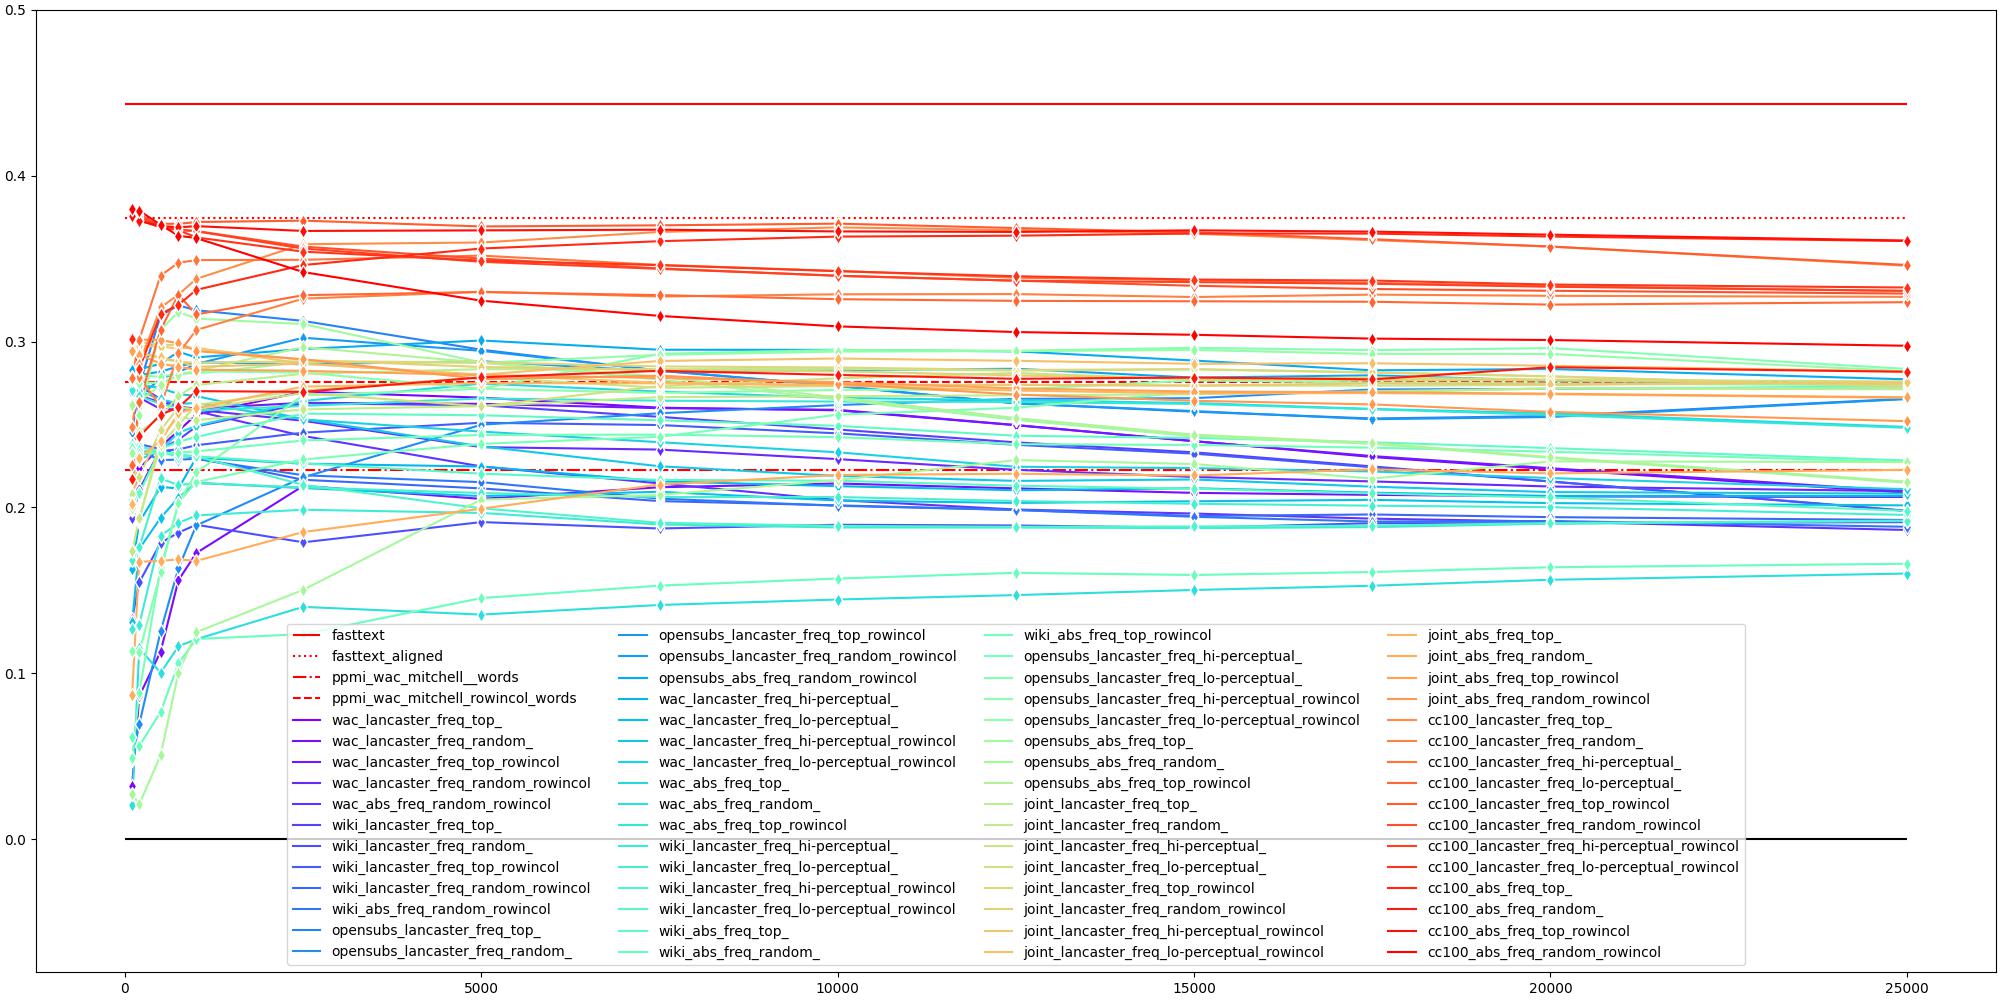 0.5
0.4
0.3
0.2
0.1
0.0
fasttext
fasttext_aligned
ppmi_wac_mitchell__words
ppmi_wac_mitchell_rowincol_words
wac_lancaster_freq_top_
wac_lancaster_freq_random_
wac_lancaster_freq_top_rowincol
wac_lancaster_freq_random_rowincol
wac_abs_freq_random_rowincol
wiki_lancaster_freq_top_
wiki_lancaster_freq_random_
wiki_lancaster_freq_top_rowincol
wiki_lancaster_freq_random_rowincol
wiki_abs_freq_random_rowincol
opensubs_lancaster_freq_top_
opensubs_lancaster_freq_random_
opensubs_lancaster_freq_top_rowincol
opensubs_lancaster_freq_random_rowincol
opensubs_abs_freq_random_rowincol
wac_lancaster_freq_hi-perceptual_
wac_lancaster_freq_lo-perceptual_
wac_lancaster_freq_hi-perceptual_rowincol
wac_lancaster_freq_lo-perceptual_rowincol
wac_abs_freq_top_
wac_abs_freq_random_
wac_abs_freq_top_rowincol
wiki_lancaster_freq_hi-perceptual_
wiki_lancaster_freq_lo-perceptual_
wiki_lancaster_freq_hi-perceptual_rowincol
wiki_lancaster_freq_lo-perceptual_rowincol
wiki_abs_freq_top_
wiki_abs_freq_random_
wiki_abs_freq_top_rowincol
opensubs_lancaster_freq_hi-perceptual_
opensubs_lancaster_freq_lo-perceptual_
opensubs_lancaster_freq_hi-perceptual_rowincol
opensubs_lancaster_freq_lo-perceptual_rowincol
opensubs_abs_freq_top_
opensubs_abs_freq_random_
opensubs_abs_freq_top_rowincol
joint_lancaster_freq_top_
joint_lancaster_freq_random_
joint_lancaster_freq_hi-perceptual_
joint_lancaster_freq_lo-perceptual_
joint_lancaster_freq_top_rowincol
joint_lancaster_freq_random_rowincol
joint_lancaster_freq_hi-perceptual_rowincol
joint_lancaster_freq_lo-perceptual_rowincol
joint_abs_freq_top_
joint_abs_freq_random_
joint_abs_freq_top_rowincol
joint_abs_freq_random_rowincol
cc100_lancaster_freq_top_
cc100_lancaster_freq_random_
cc100_lancaster_freq_hi-perceptual_
cc100_lancaster_freq_lo-perceptual_
cc100_lancaster_freq_top_rowincol
cc100_lancaster_freq_random_rowincol
cc100_lancaster_freq_hi-perceptual_rowincol
cc100_lancaster_freq_lo-perceptual_rowincol
cc100_abs_freq_top_
cc100_abs_freq_random_
cc100_abs_freq_top_rowincol
cc100_abs_freq_random_rowincol
0
5000
10000
15000
20000
25000